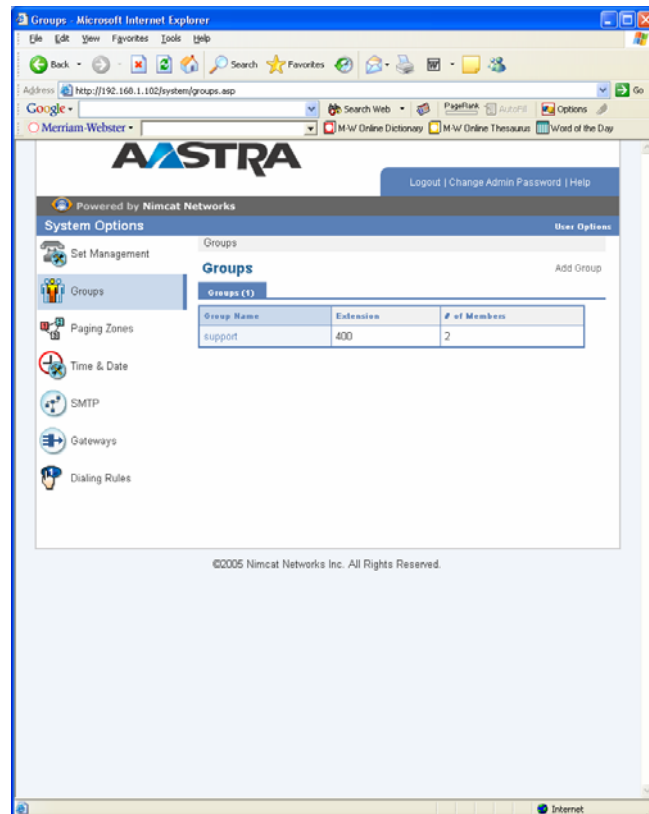 Groups - Microsoft Internet Explorer
File Edit View Favorites Tools Help
Back Search Favorites
Address http://192.168.1.102/system/groups.asp Go
Google Search Web PageRank AutoFill Options
Merriam-Webster M-W Online Dictionary M-W Online Thesaurus Word of the Day
AASTRA
Logout | Change Admin Password | Help
Powered by Nimcat Networks
System Options User Options
Set Management
Groups
Paging Zones
Time & Date
SMTP
Gateways
Dialing Rules
Groups
Groups Add Group
Groups (1)
Group Name Extension # of Members
support 400 2
©2005 Nimcat Networks Inc. All Rights Reserved.
Internet